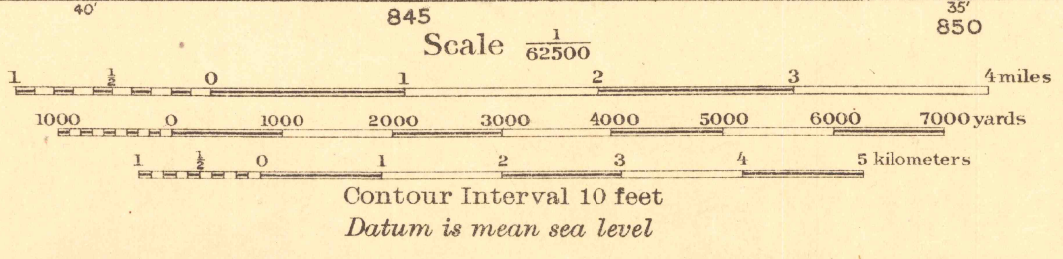 40' 35'
845 850
Scale 1/62500
1 ½ 0 1 2 3 4 miles
1000 0 1000 2000 3000 4000 5000 6000 7000 yards
1 ½ 0 1 2 3 4 5 kilometers
Contour Interval 10 feet
Datum is mean sea level